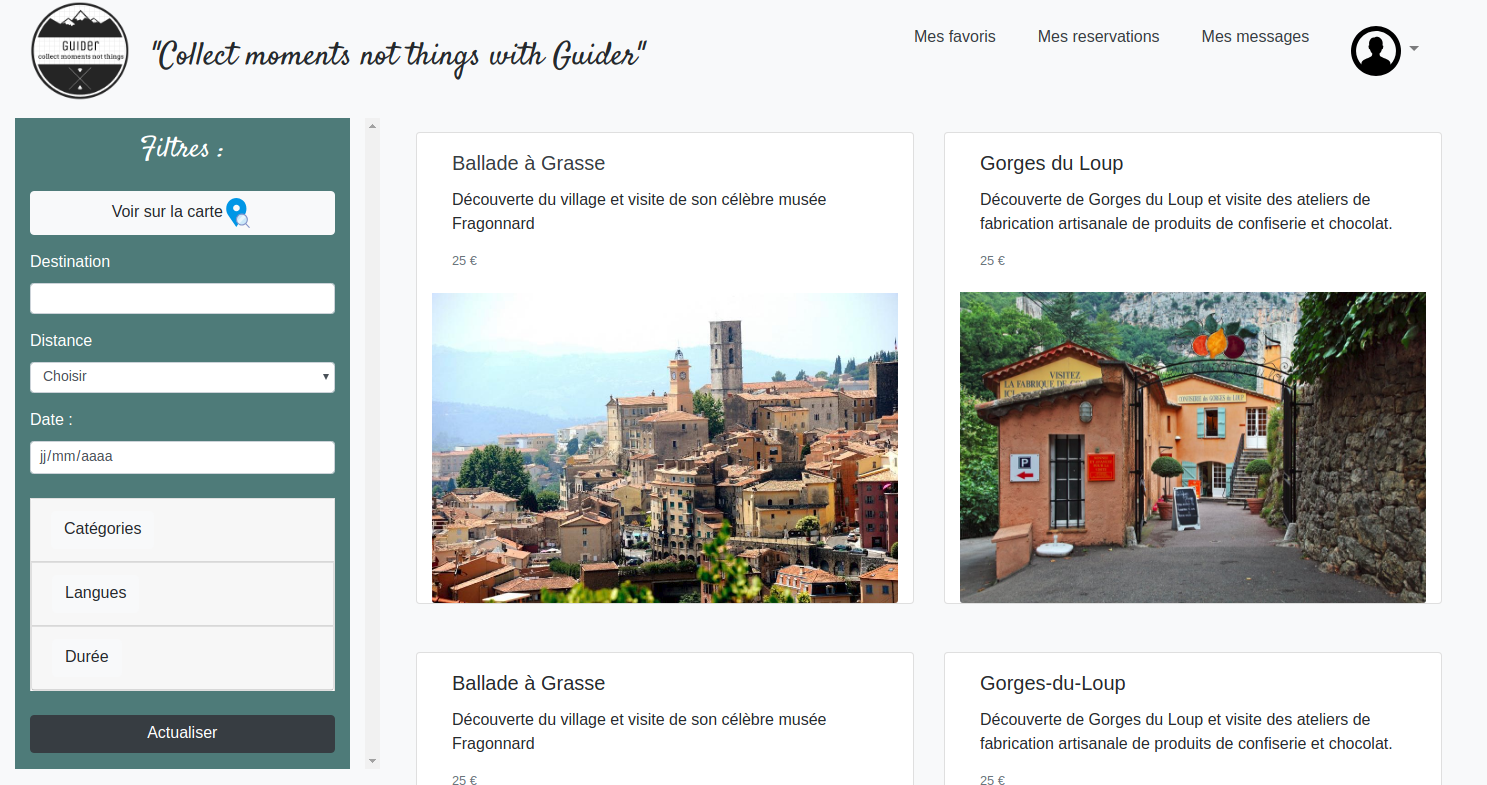 GUIDER
collect moments not things
"Collect moments not things with Guider"
Mes favoris
Mes reservations
Mes messages
Filtres :
Voir sur la carte
Destination
Distance
Choisir
Date :
jj/mm/aaaa
Catégories
Langues
Durée
Actualiser
Ballade à Grasse
Découverte du village et visite de son célèbre musée
Fragonnard
25 €
Gorges du Loup
Découverte de Gorges du Loup et visite des ateliers de
fabrication artisanale de produits de confiserie et chocolat.
25 €
VISITEZ
LA FABRIQUE DE
ICI
CONFISERIE des GORGES du LOUP
P
Ballade à Grasse
Découverte du village et visite de son célèbre musée
Fragonnard
25 €
Gorges-du-Loup
Découverte de Gorges du Loup et visite des ateliers de
fabrication artisanale de produits de confiserie et chocolat.
25 €